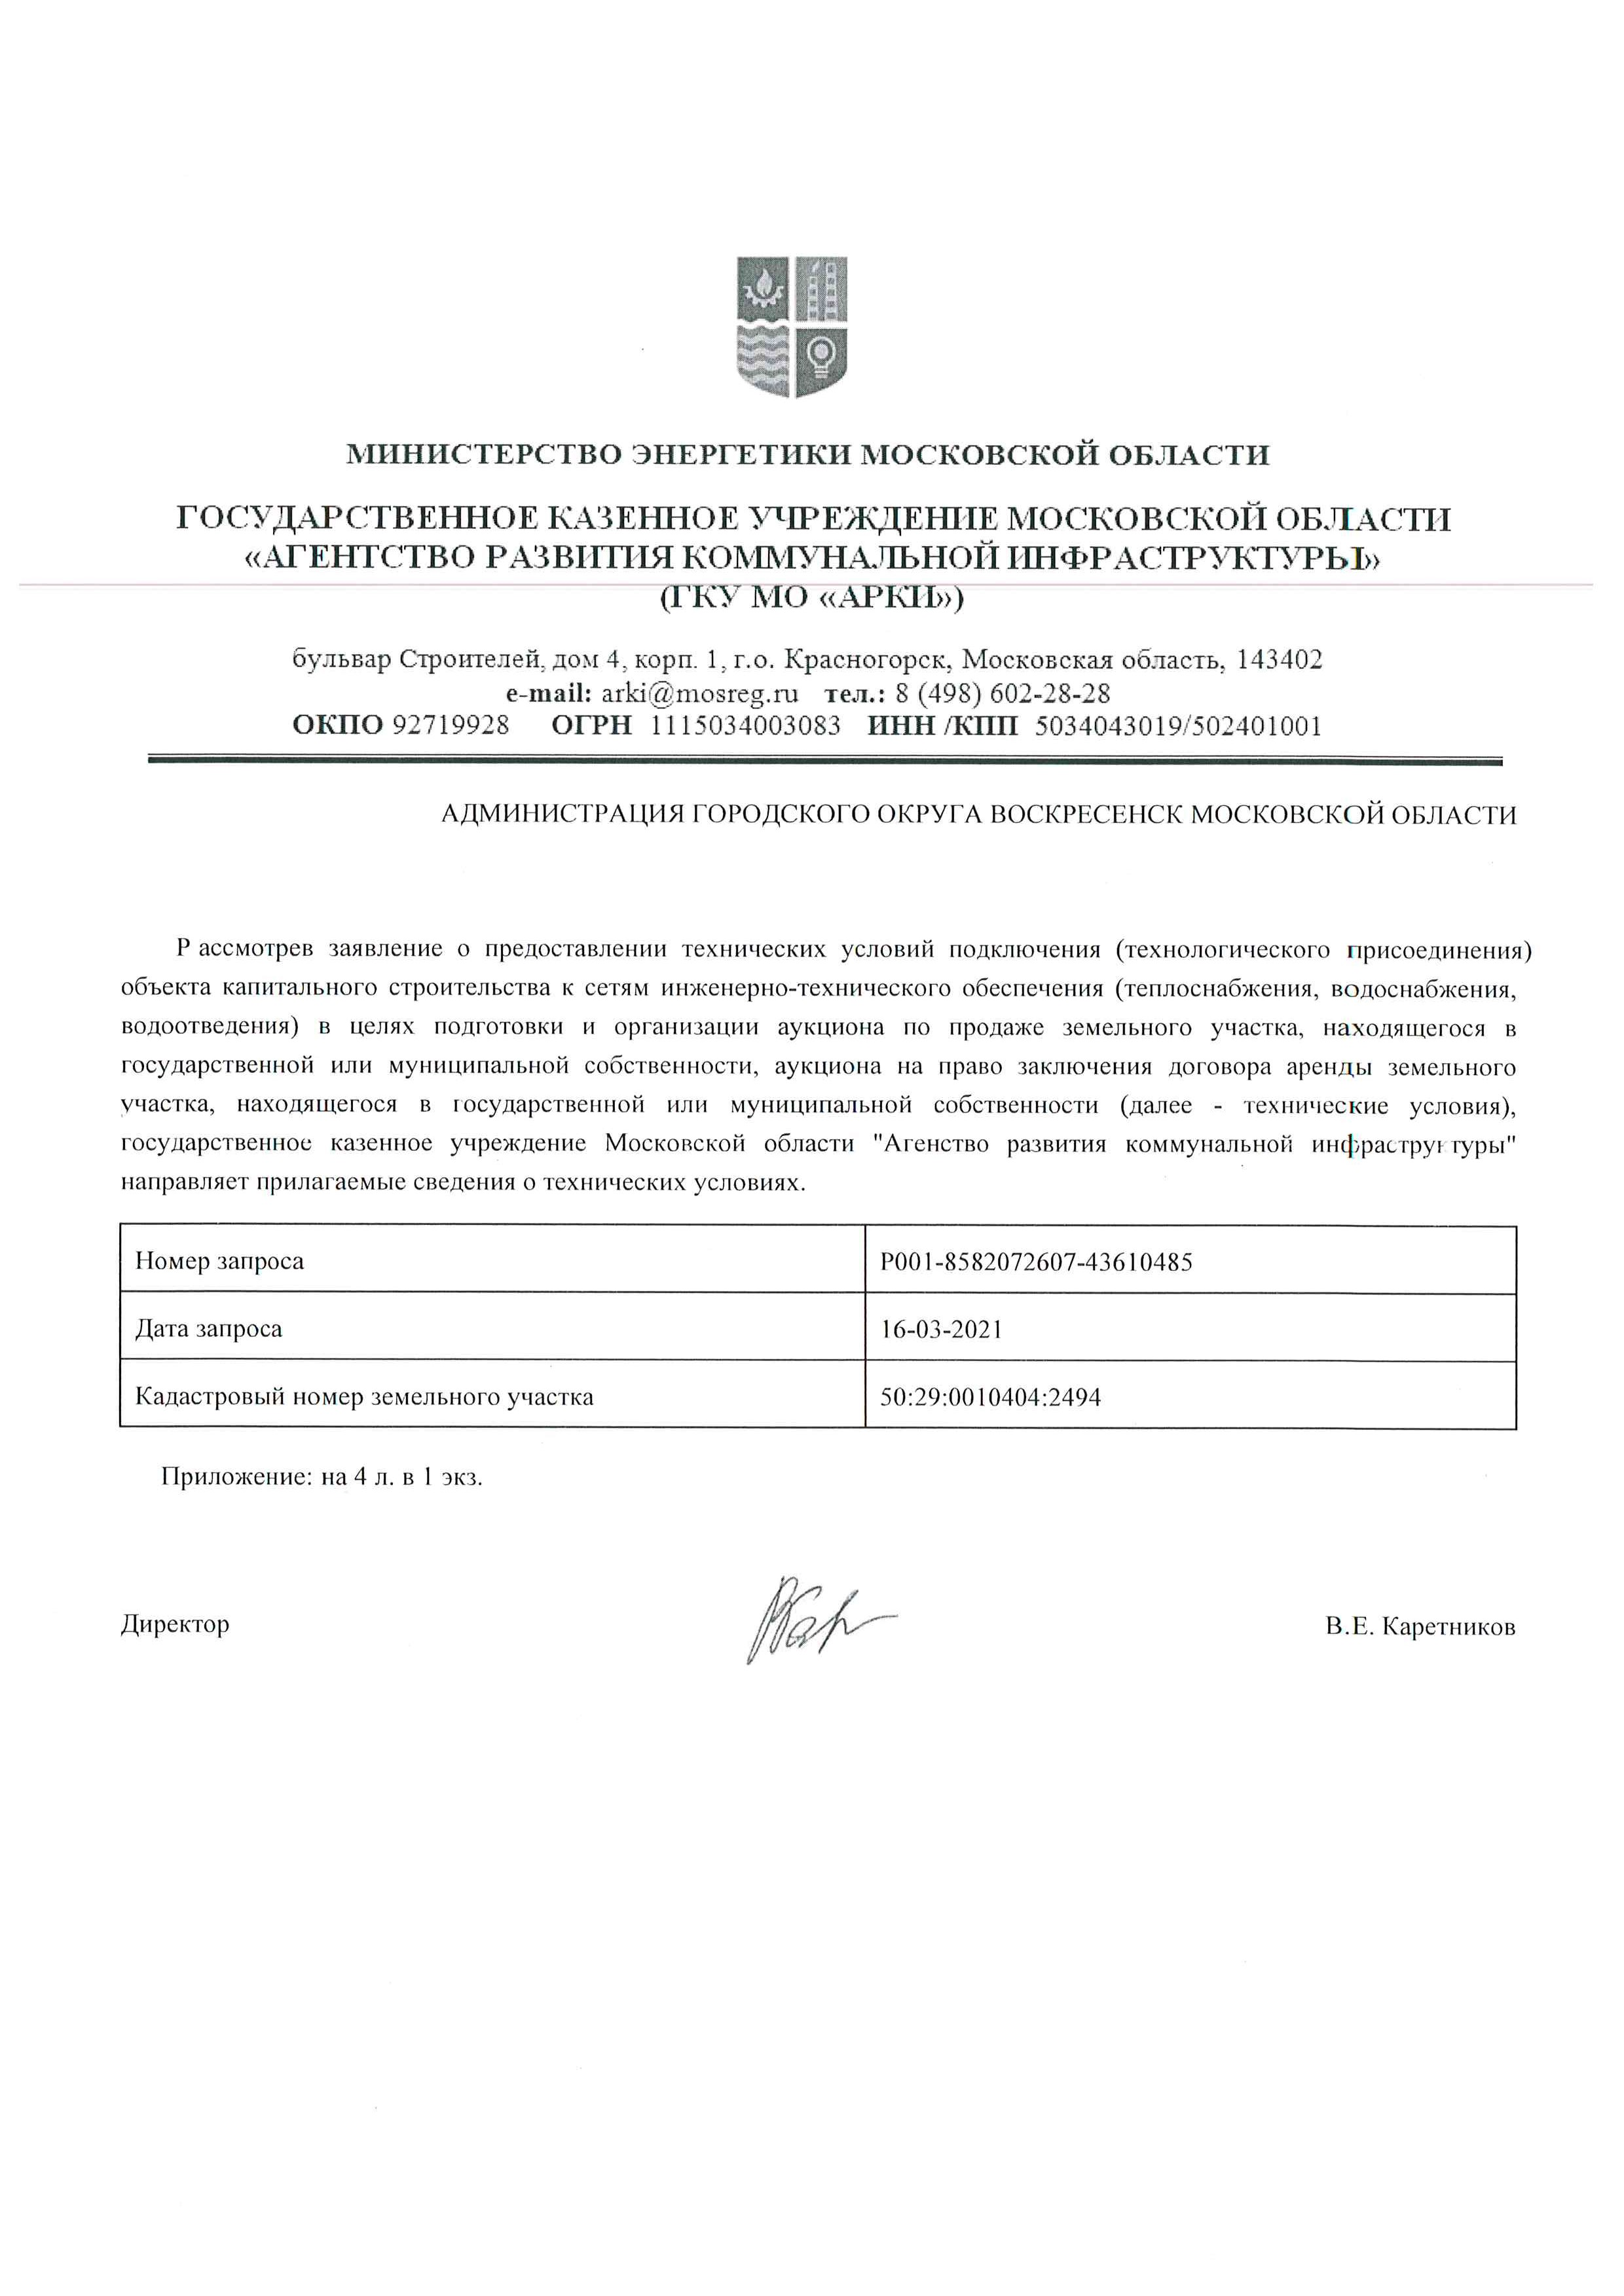 МИНИСТЕРСТВО ЭНЕРГЕТИКИ МОСКОВСКОЙ ОБЛАСТИ
ГОСУДАРСТВЕННОЕ КАЗЕННОЕ УЧРЕЖДЕНИЕ МОСКОВСКОЙ ОБЛАСТИ
«АГЕНТСТВО РАЗВИТИЯ КОММУНАЛЬНОЙ ИНФРАСТРУКТУРЫ»
(ГКУ МО «АРКИ»)
бульвар Строителей, дом 4, корп. 1, г.о. Красногорск, Московская область, 143402
e-mail: arki@mosreg.ru тел.: 8 (498) 602-28-28
ОКПО 92719928 ОГРН 1115034003083 ИНН /КПП 5034043019/502401001
АДМИНИСТРАЦИЯ ГОРОДСКОГО ОКРУГА ВОСКРЕСЕНСК МОСКОВСКОЙ ОБЛАСТИ
Р ассмотрев заявление о предоставлении технических условий подключения (технологического присоединения)
объекта капитального строительства к сетям инженерно-технического обеспечения (теплоснабжения, водоснабжения,
водоотведения) в целях подготовки и организации аукциона по продаже земельного участка, находящегося в
государственной или муниципальной собственности, аукциона на право заключения договора аренды земельного
участка, находящегося в государственной или муниципальной собственности (далее - технические условия),
государственное казенное учреждение Московской области "Агенство развития коммунальной инфраструктуры"
направляет прилагаемые сведения о технических условиях.
Номер запроса P001-8582072607-43610485
Дата запроса 16-03-2021
Кадастровый номер земельного участка 50:29:0010404:2494
Приложение: на 4 л. в 1 экз.
Директор В.Е. Каретников